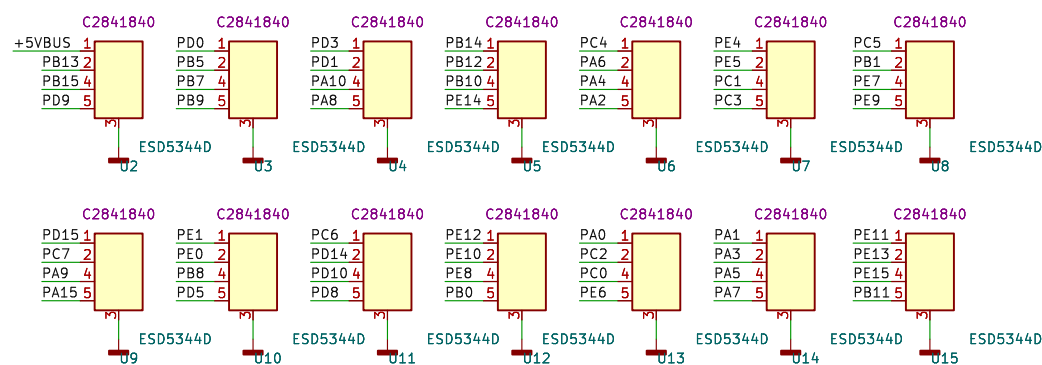 C2841840 C2841840 C2841840 C2841840 C2841840 C2841840 C2841840
+5VBUS 1 PD0 1 PD3 1 PB14 1 PC4 1 PE4 1 PC5 1
PB13 2 PB5 2 PD1 2 PB12 2 PA6 2 PE5 2 PB1 2
PB15 4 PB7 4 PA10 4 PB10 4 PA4 4 PC1 4 PE7 4
PD9 5 PB9 5 PA8 5 PE14 5 PA2 5 PC3 5 PE9 5
3 3 3 3 3 3 3
ESD5344D ESD5344D ESD5344D ESD5344D ESD5344D ESD5344D ESD5344D
U2 U3 U4 U5 U6 U7 U8
C2841840 C2841840 C2841840 C2841840 C2841840 C2841840 C2841840
PD15 1 PE1 1 PC6 1 PE12 1 PA0 1 PA1 1 PE11 1
PC7 2 PE0 2 PD14 2 PE10 2 PC2 2 PA3 2 PE13 2
PA9 4 PB8 4 PD10 4 PE8 4 PC0 4 PA5 4 PE15 4
PA15 5 PD5 5 PD8 5 PB0 5 PE6 5 PA7 5 PB11 5
3 3 3 3 3 3 3
ESD5344D ESD5344D ESD5344D ESD5344D ESD5344D ESD5344D ESD5344D
U9 U10 U11 U12 U13 U14 U15